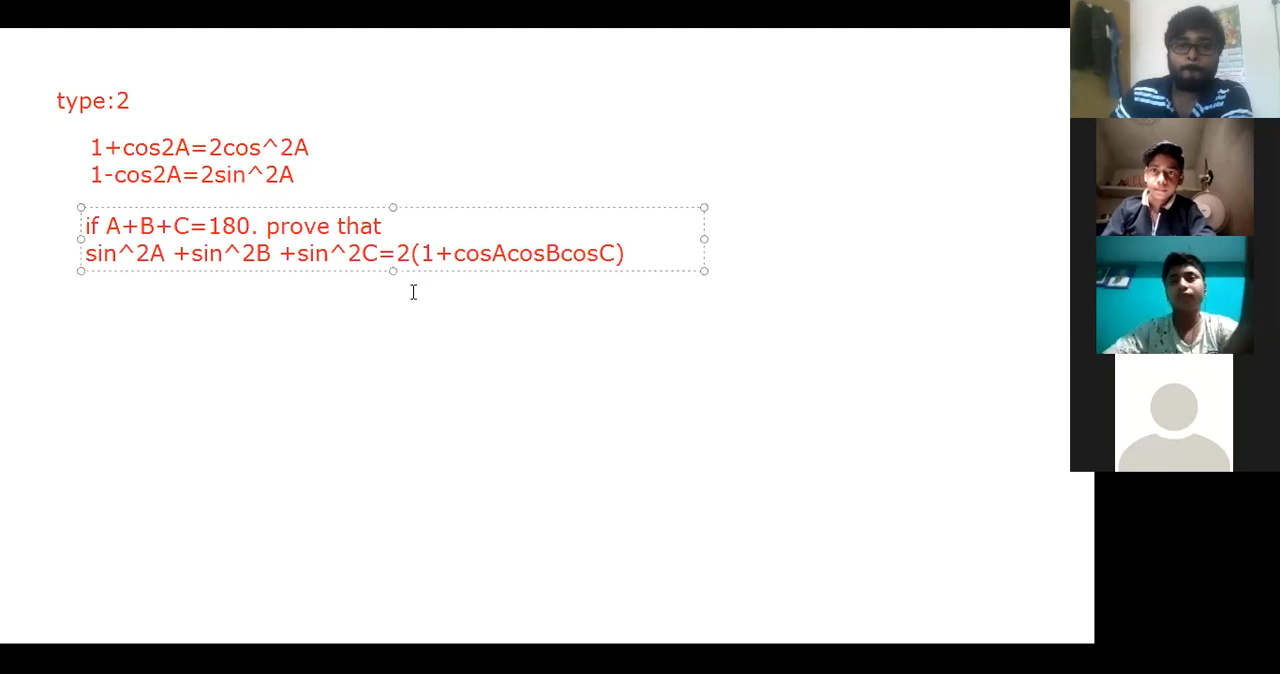 type:2
1+cos2A=2cos^2A
1-cos2A=2sin^2A
if A+B+C=180. prove that
sin^2A +sin^2B +sin^2C=2(1+cosAcosBcosC)